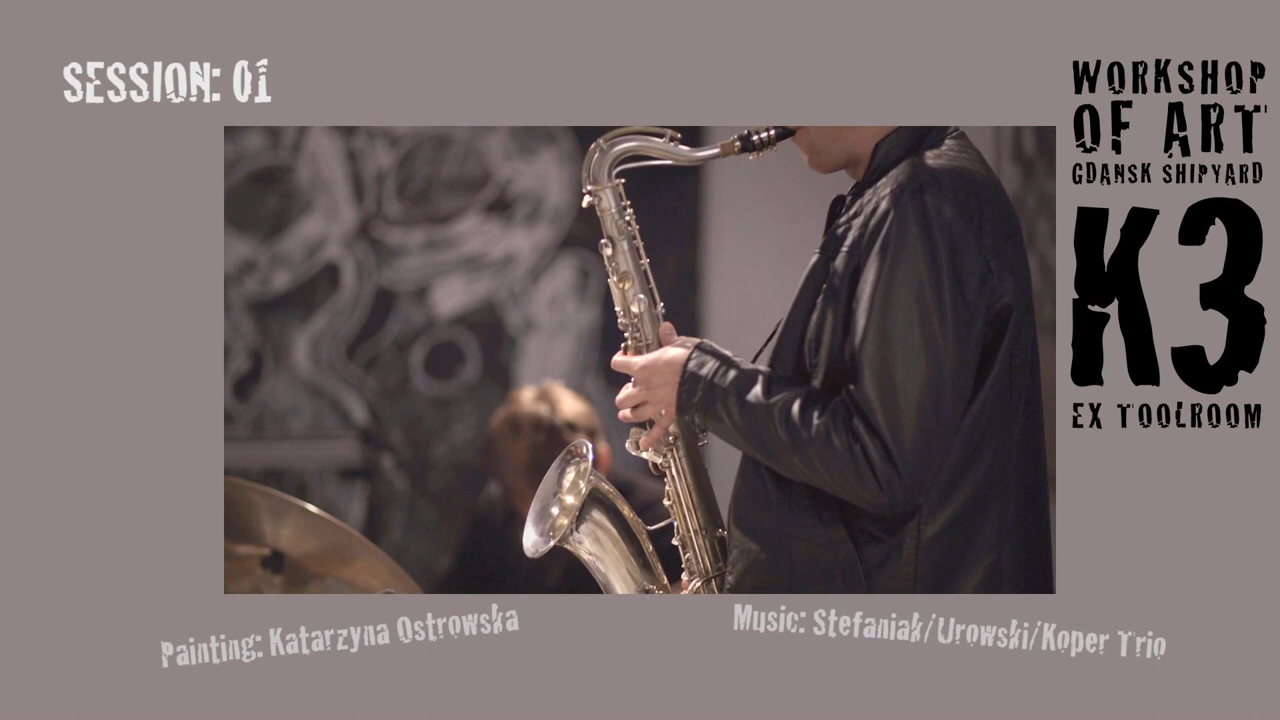 SESSION: 01
WORKSHOP
OF ART
GDANSK SHIPYARD
K3
EX TOOLROOM
Painting: Katarzyna Ostrowska
Music: Stefaniak/Urowski/Koper Trio